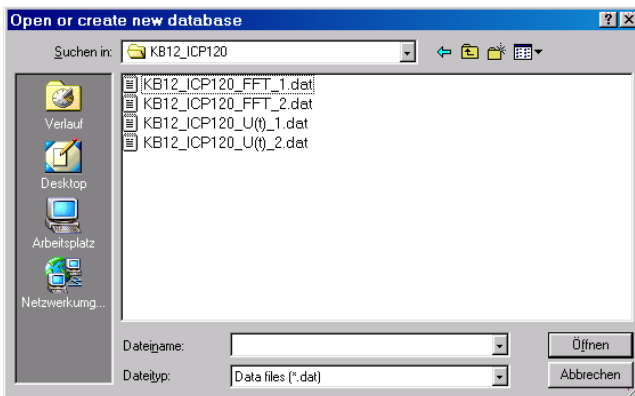 Open or create new database
Suchen in: KB12_ICP120
KB12_ICP120_FFT_1.dat
KB12_ICP120_FFT_2.dat
KB12_ICP120_U(t)_1.dat
KB12_ICP120_U(t)_2.dat
Verlauf
Desktop
Arbeitsplatz
Netzwerkumg...
Dateiname:
Öffnen
Dateityp: Data files (*.dat)
Abbrechen